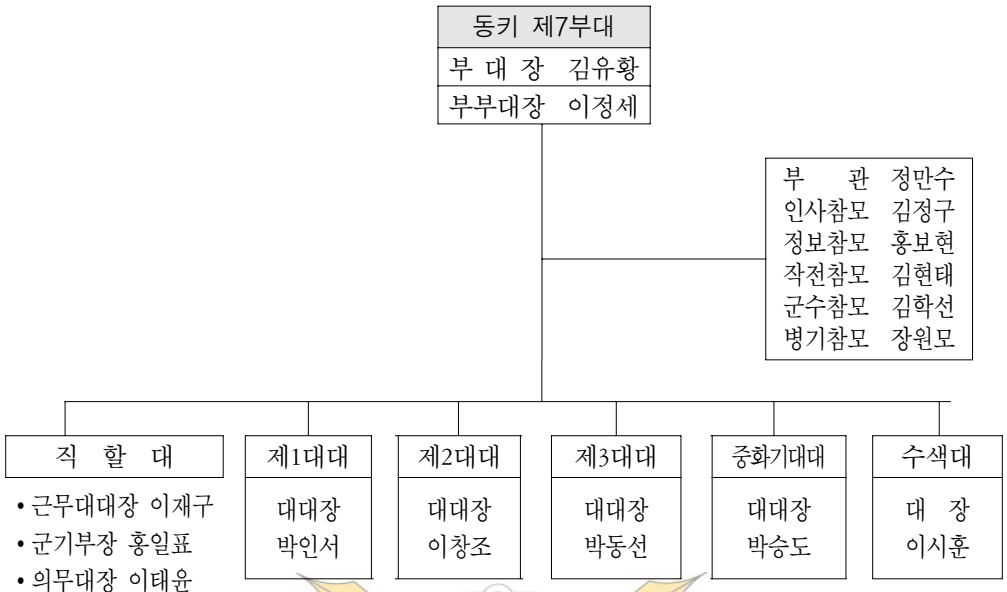 동키 제7부대
부 대 장 김유황
부부대장 이정세
부 관 정만수
인사참모 김정구
정보참모 홍보현
작전참모 김현태
군수참모 김학선
병기참모 장원모
직 할 대
• 근무대대장 이재구
• 군기부장 홍일표
• 의무대장 이태윤
제1대대
대대장
박인서
제2대대
대대장
이창조
제3대대
대대장
박동선
중화기대대
대대장
박승도
수색대
대 장
이시훈